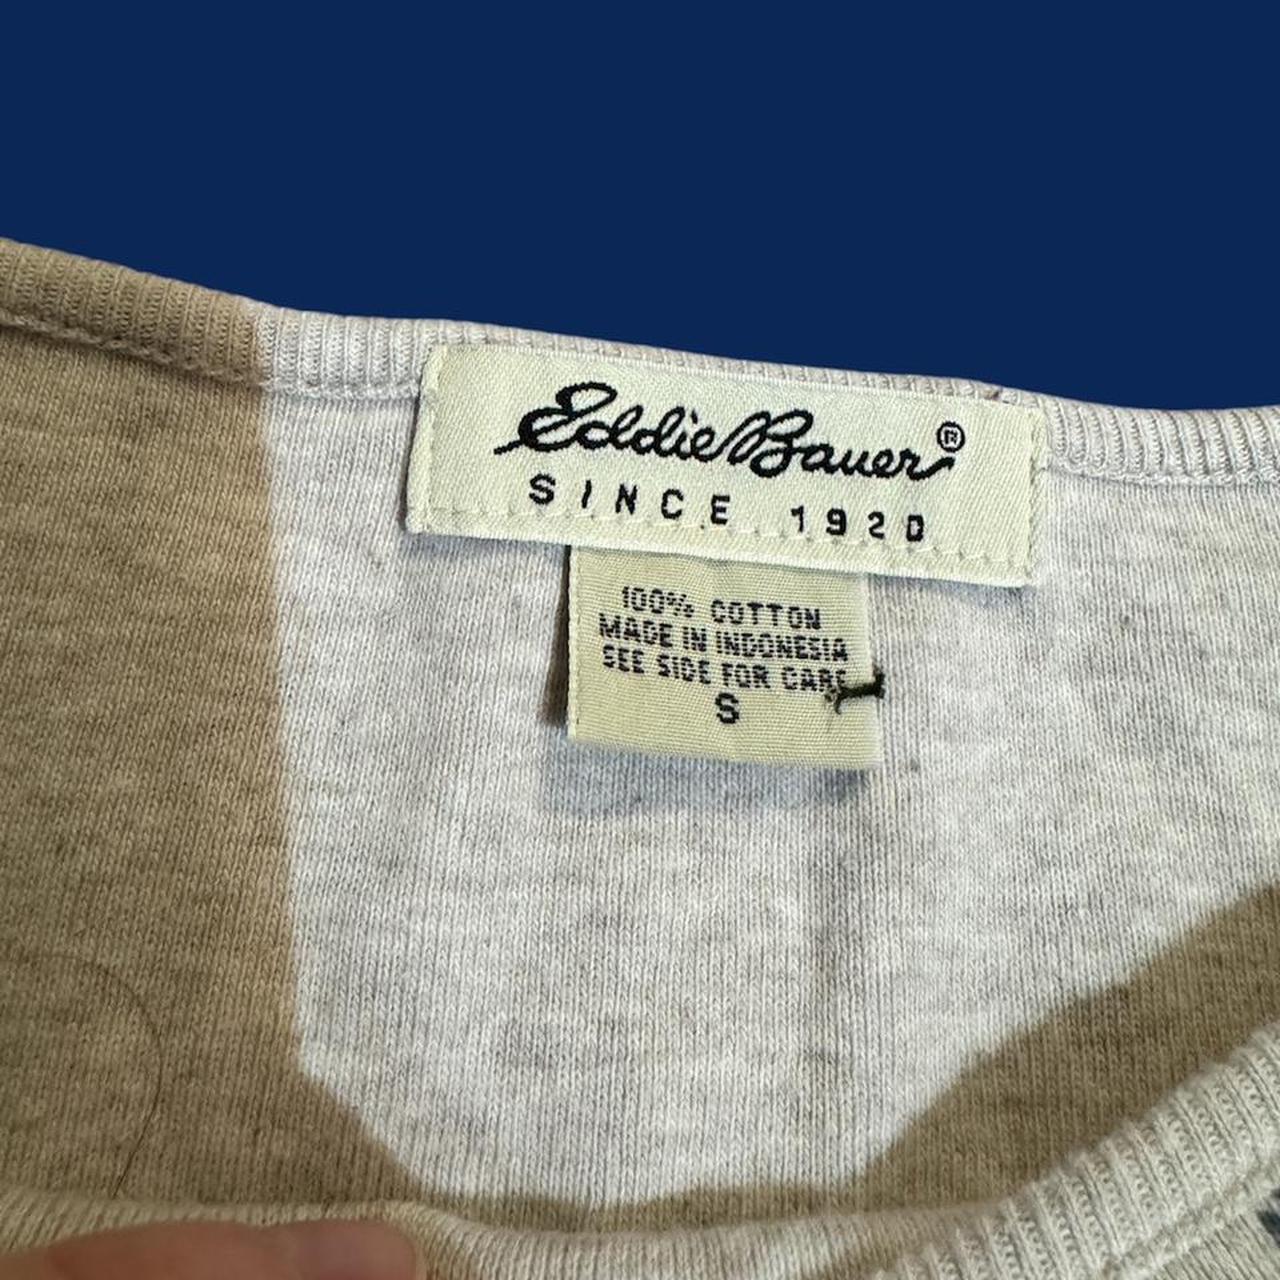 Eddie Bauer®
SINCE 1920
100% COTTON
MADE IN INDONESIA
SEE SIDE FOR CARE
S